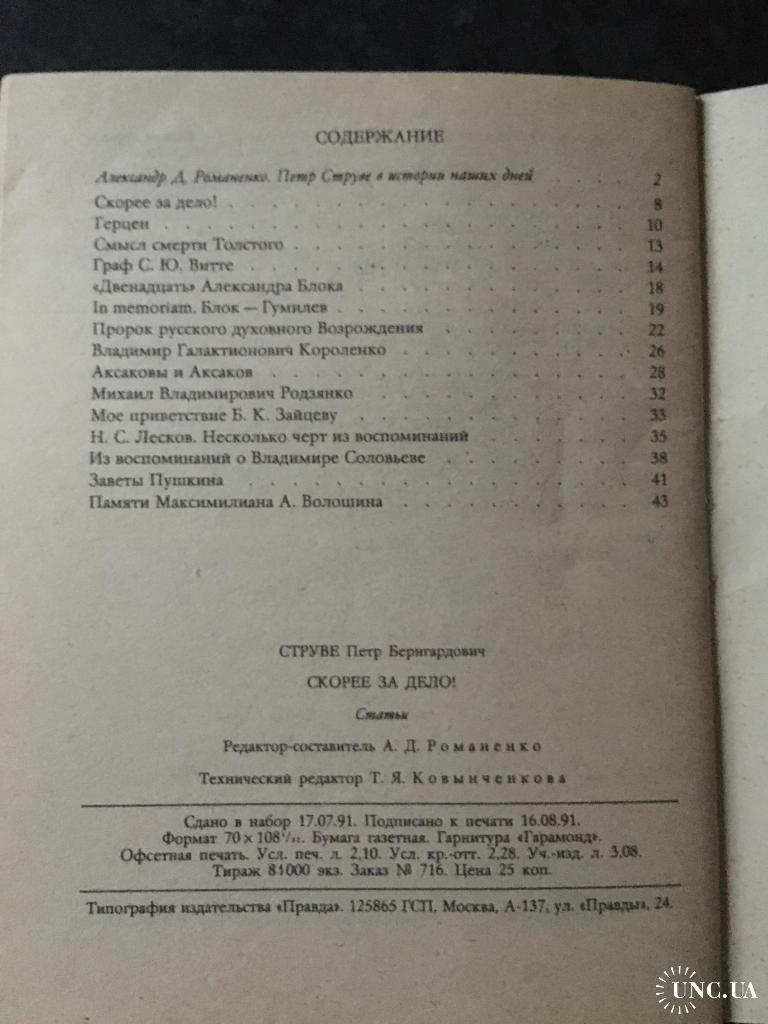 СОДЕРЖАНИЕ
Александр Д. Романенко. Петр Струве в истории наших дней . . . . 2
Скорее за дело! . . . . . . . . . . . . . . . . 8
Герцен . . . . . . . . . . . . . . . . . . . 10
Смысл смерти Толстого . . . . . . . . . . . . . 13
Граф С. Ю. Витте . . . . . . . . . . . . . . . 14
«Двенадцать» Александра Блока . . . . . . . . . . 18
In memoriam. Блок — Гумилев . . . . . . . . . . . 19
Пророк русского духовного Возрождения . . . . . . . 22
Владимир Галактионович Короленко . . . . . . . . . 26
Аксаковы и Аксаков . . . . . . . . . . . . . . 28
Михаил Владимирович Родзянко . . . . . . . . . . 32
Мое приветствие Б. К. Зайцеву . . . . . . . . . . 33
Н. С. Лесков. Несколько черт из воспоминаний . . . . . 35
Из воспоминаний о Владимире Соловьеве . . . . . . . 38
Заветы Пушкина . . . . . . . . . . . . . . . 41
Памяти Максимилиана А. Волошина . . . . . . . . . 43
СТРУВЕ Петр Бернгардович
СКОРЕЕ ЗА ДЕЛО!
Статьи
Редактор-составитель А. Д. Романенко
Технический редактор Т. Я. Ковынченкова
Сдано в набор 17.07.91. Подписано к печати 16.08.91.
Формат 70×108¹/₃₂. Бумага газетная. Гарнитура «Гарамонд».
Офсетная печать. Усл. печ. л. 2,10. Усл. кр.-отт. 2,28. Уч.-изд. л. 3,08.
Тираж 81000 экз. Заказ № 716. Цена 25 коп.
Типография издательства «Правда». 125865 ГСП, Москва, А-137, ул. «Правды», 24.
UNC.UA